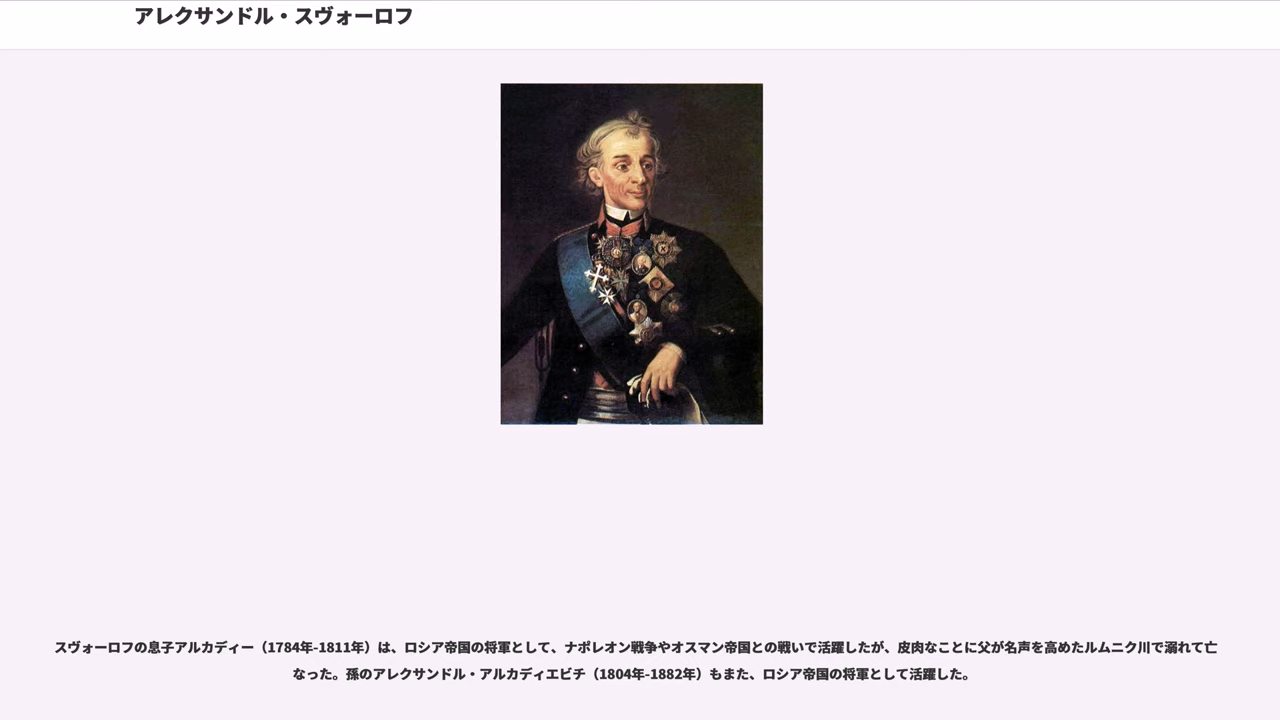 アレクサンドル・スヴォーロフ
スヴォーロフの息子アルカディー（1784年-1811年）は、ロシア帝国の将軍として、ナポレオン戦争やオスマン帝国との戦いで活躍したが、皮肉なことに父が名声を高めたルムニク川で溺れて亡
なった。孫のアレクサンドル・アルカディエビチ（1804年-1882年）もまた、ロシア帝国の将軍として活躍した。